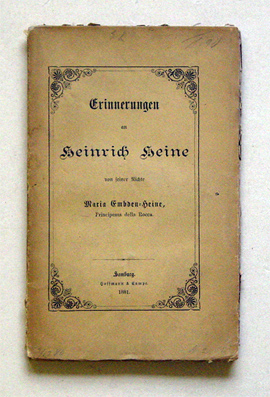 Erinnerungen
an
Heinrich Heine
von seiner Nichte
Maria Embden-Heine,
Principessa della Rocca.
Hamburg.
Hoffmann & Campe.
1881.